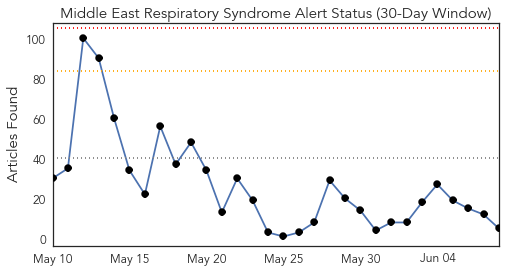 Middle East Respiratory Syndrome Alert Status (30-Day Window)
Articles Found
100
80
60
40
20
0
May 10 May 15 May 20 May 25 May 30 Jun 04